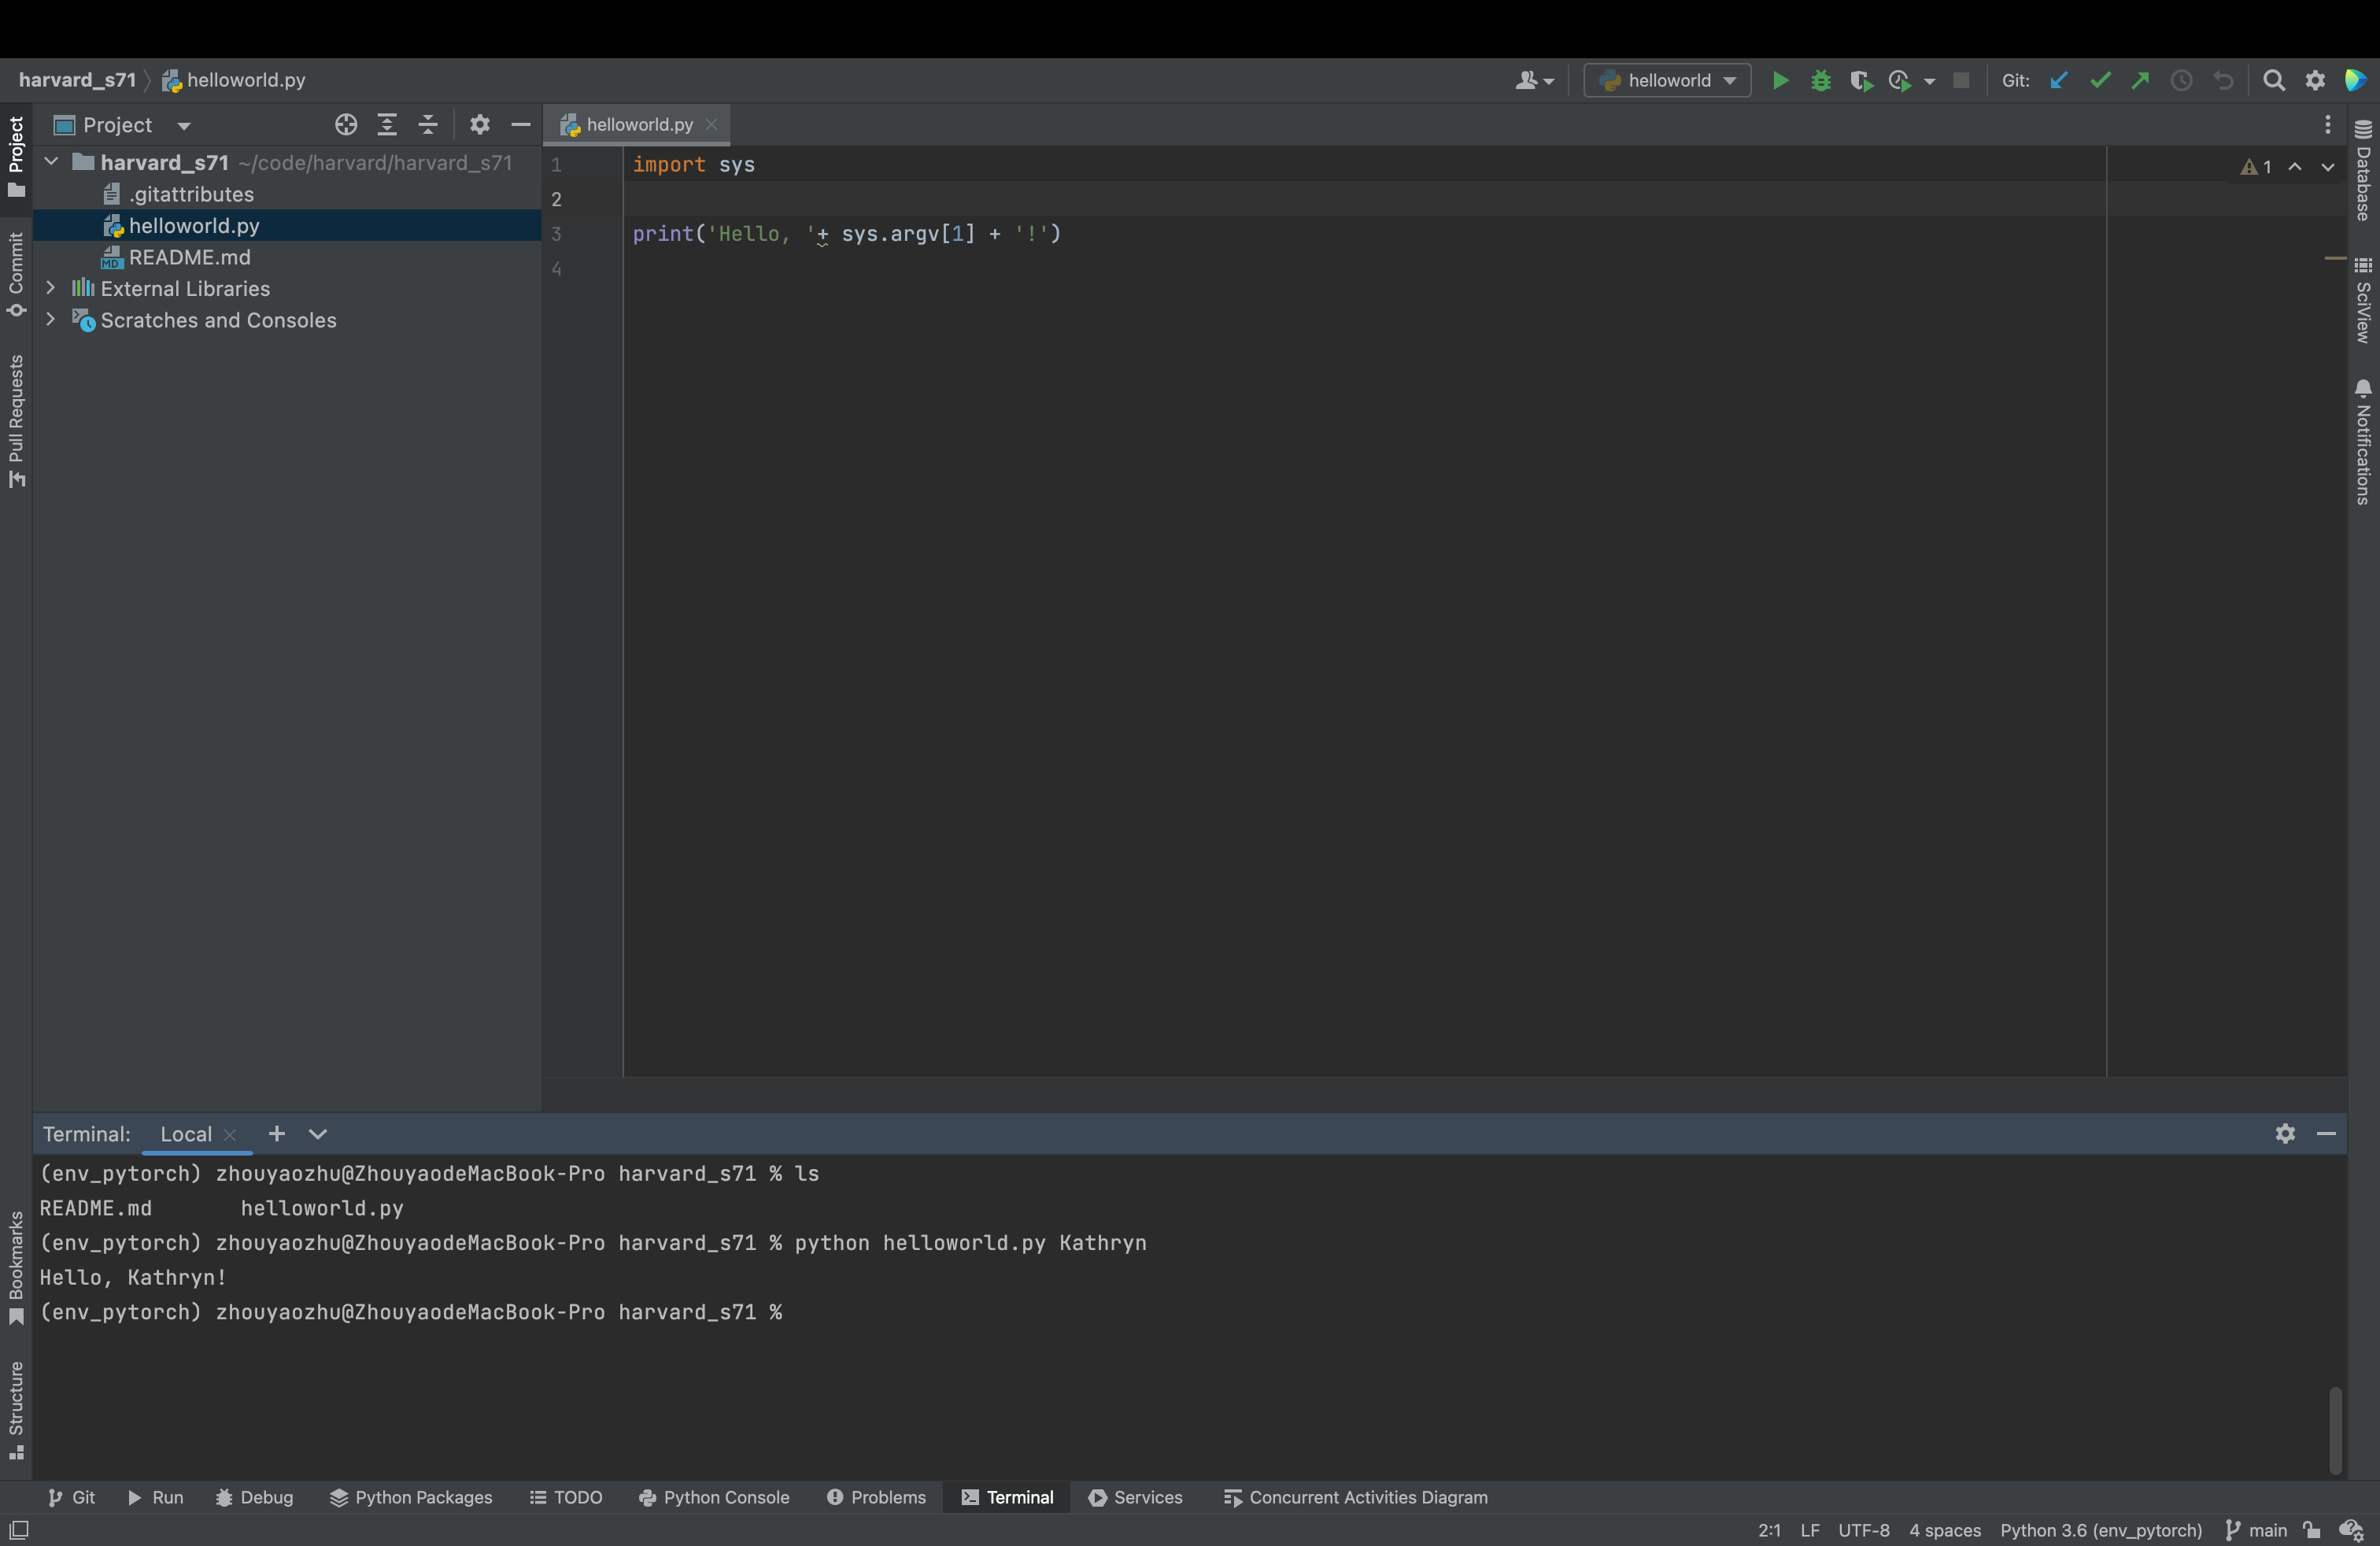 harvard_s71 helloworld.py
helloworld
Git:
Project
helloworld.py
harvard_s71 ~/code/harvard/harvard_s71
.gitattributes
helloworld.py
README.md
External Libraries
Scratches and Consoles
1 import sys
2
3 print('Hello, '+ sys.argv[1] + '!')
4
1
Project
Commit
Pull Requests
Bookmarks
Structure
Database
SciView
Notifications
Terminal: Local
(env_pytorch) zhouyaozhu@ZhouyaodeMacBook-Pro harvard_s71 % ls
README.md helloworld.py
(env_pytorch) zhouyaozhu@ZhouyaodeMacBook-Pro harvard_s71 % python helloworld.py Kathryn
Hello, Kathryn!
(env_pytorch) zhouyaozhu@ZhouyaodeMacBook-Pro harvard_s71 %
Git Run Debug Python Packages TODO Python Console Problems Terminal Services Concurrent Activities Diagram
2:1 LF UTF-8 4 spaces Python 3.6 (env_pytorch) main